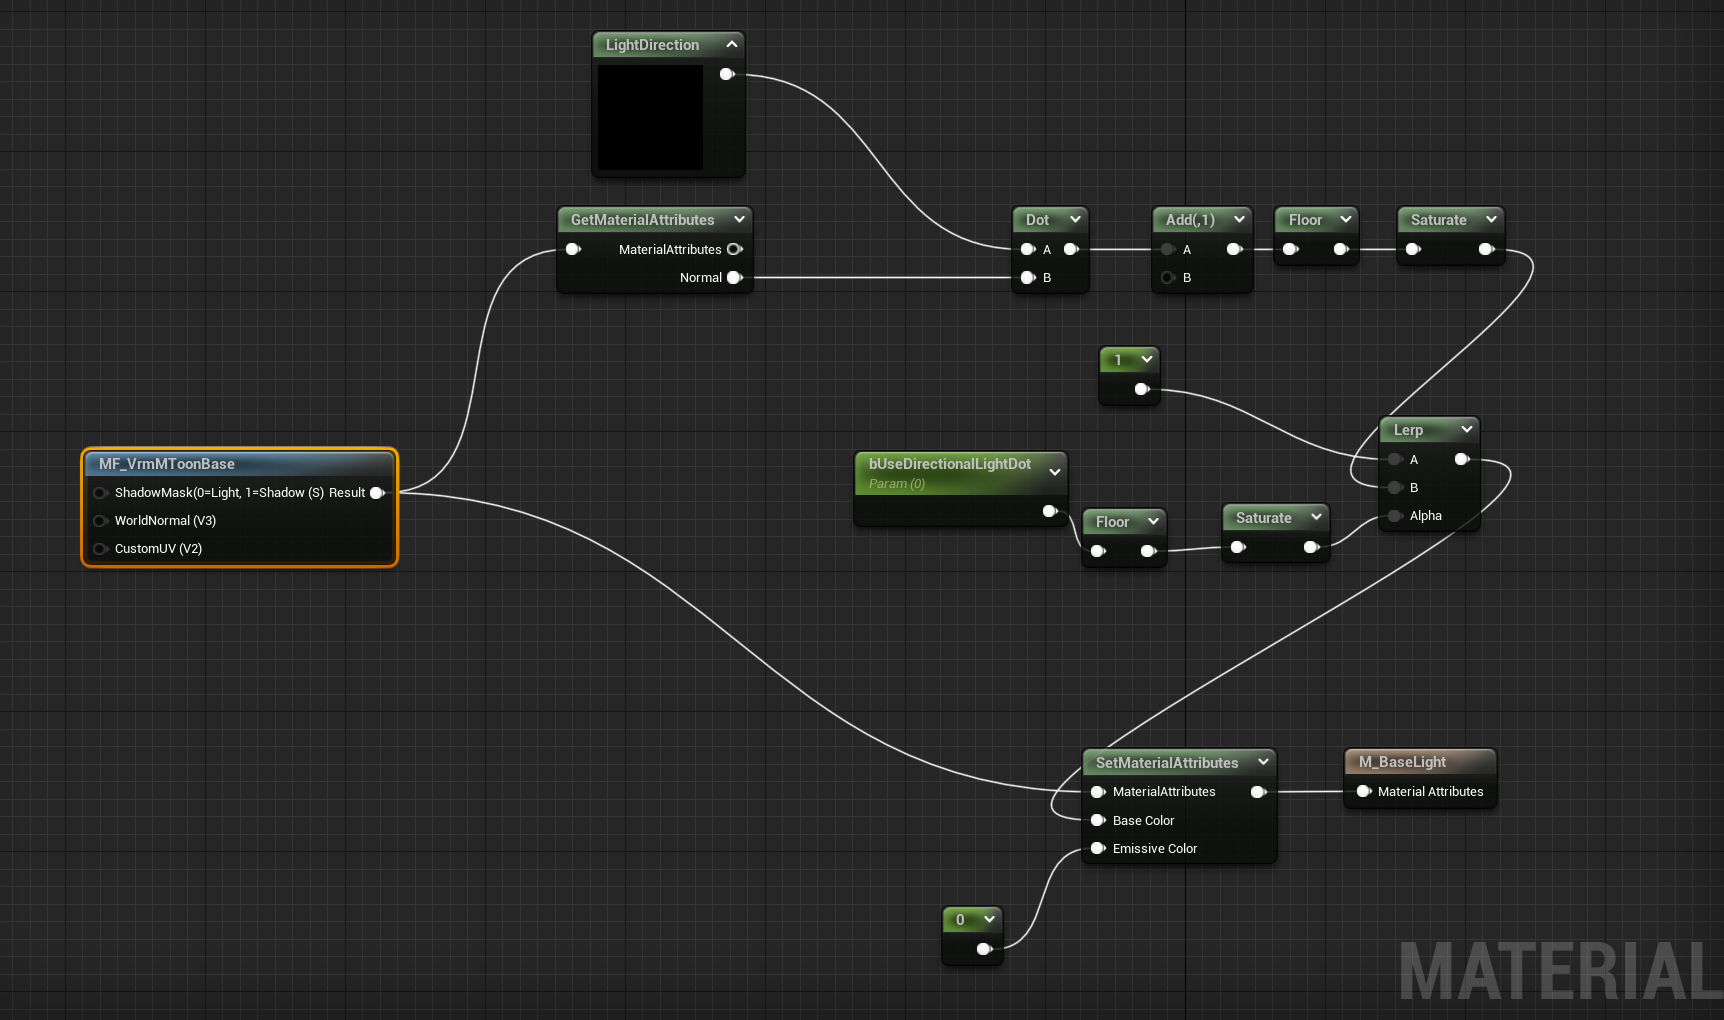 LightDirection
GetMaterialAttributes
MaterialAttributes
Normal
Dot
A
B
Add(,1)
A
B
Floor
Saturate
1
Lerp
A
B
Alpha
MF_VrmMToonBase
ShadowMask(0=Light, 1=Shadow (S) Result
WorldNormal (V3)
CustomUV (V2)
bUseDirectionalLightDot
Param (0)
Floor
Saturate
SetMaterialAttributes
MaterialAttributes
Base Color
Emissive Color
M_BaseLight
Material Attributes
0
MATERIAL